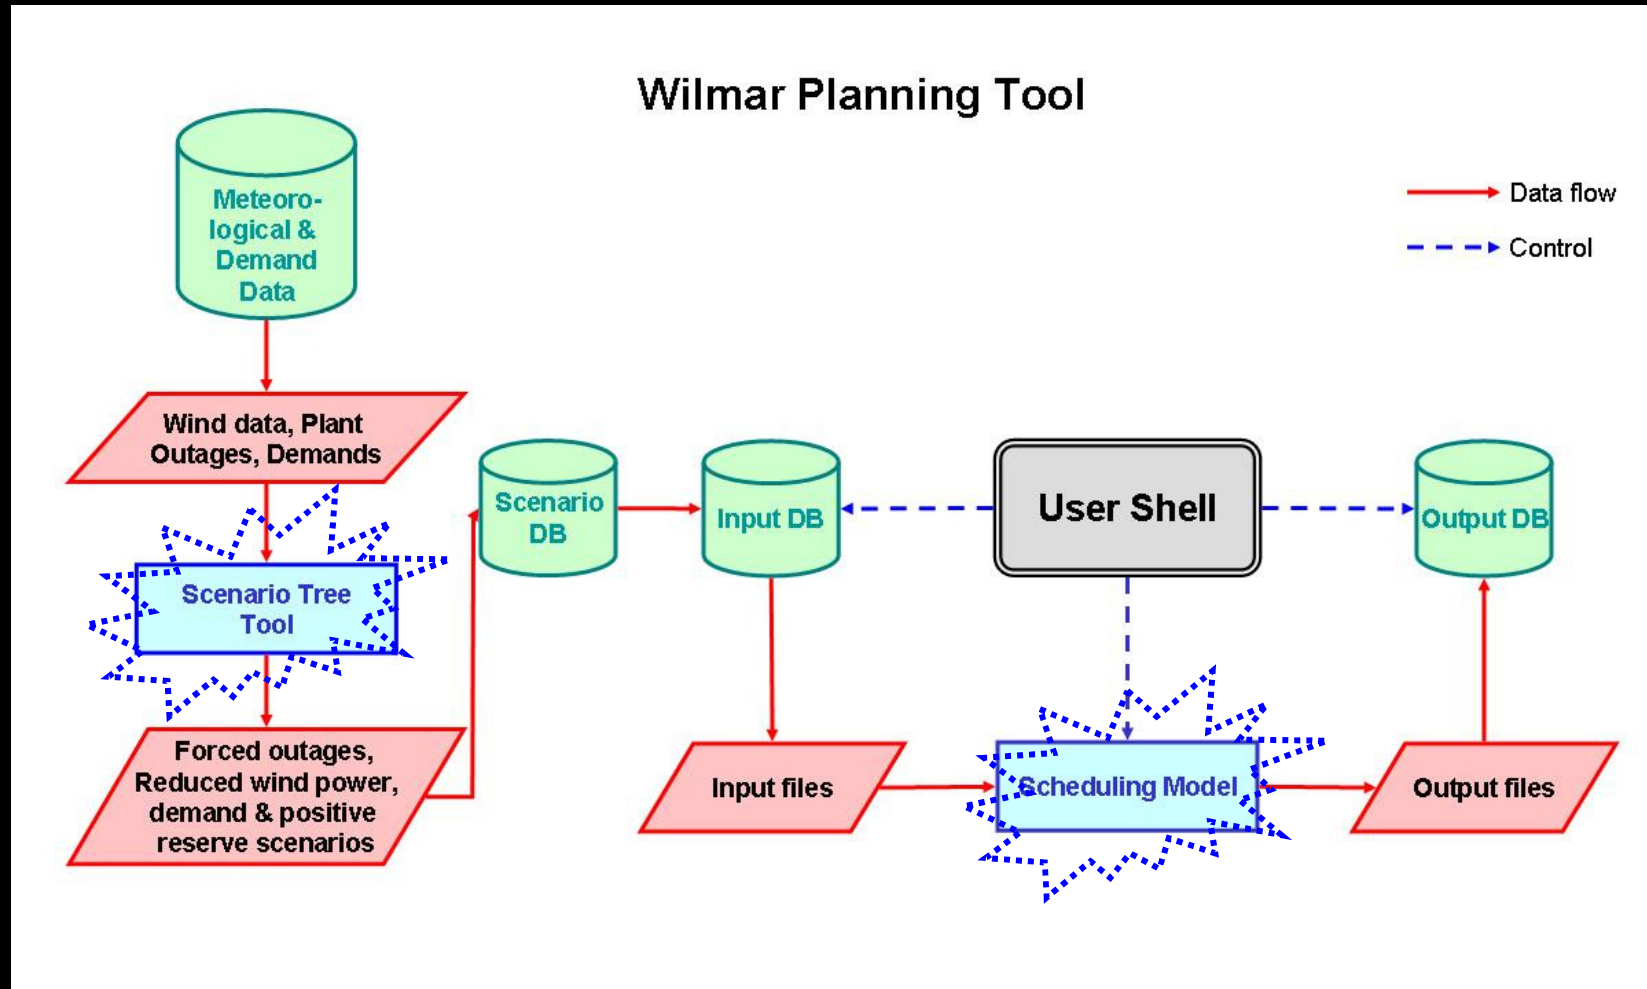 Wilmar Planning Tool
Meteoro-
logical &
Demand
Data
Data flow
Control
Wind data, Plant
Outages, Demands
Scenario
DB
Input DB
User Shell
Output DB
Scenario Tree
Tool
Forced outages,
Reduced wind power,
demand & positive
reserve scenarios
Input files
Scheduling Model
Output files